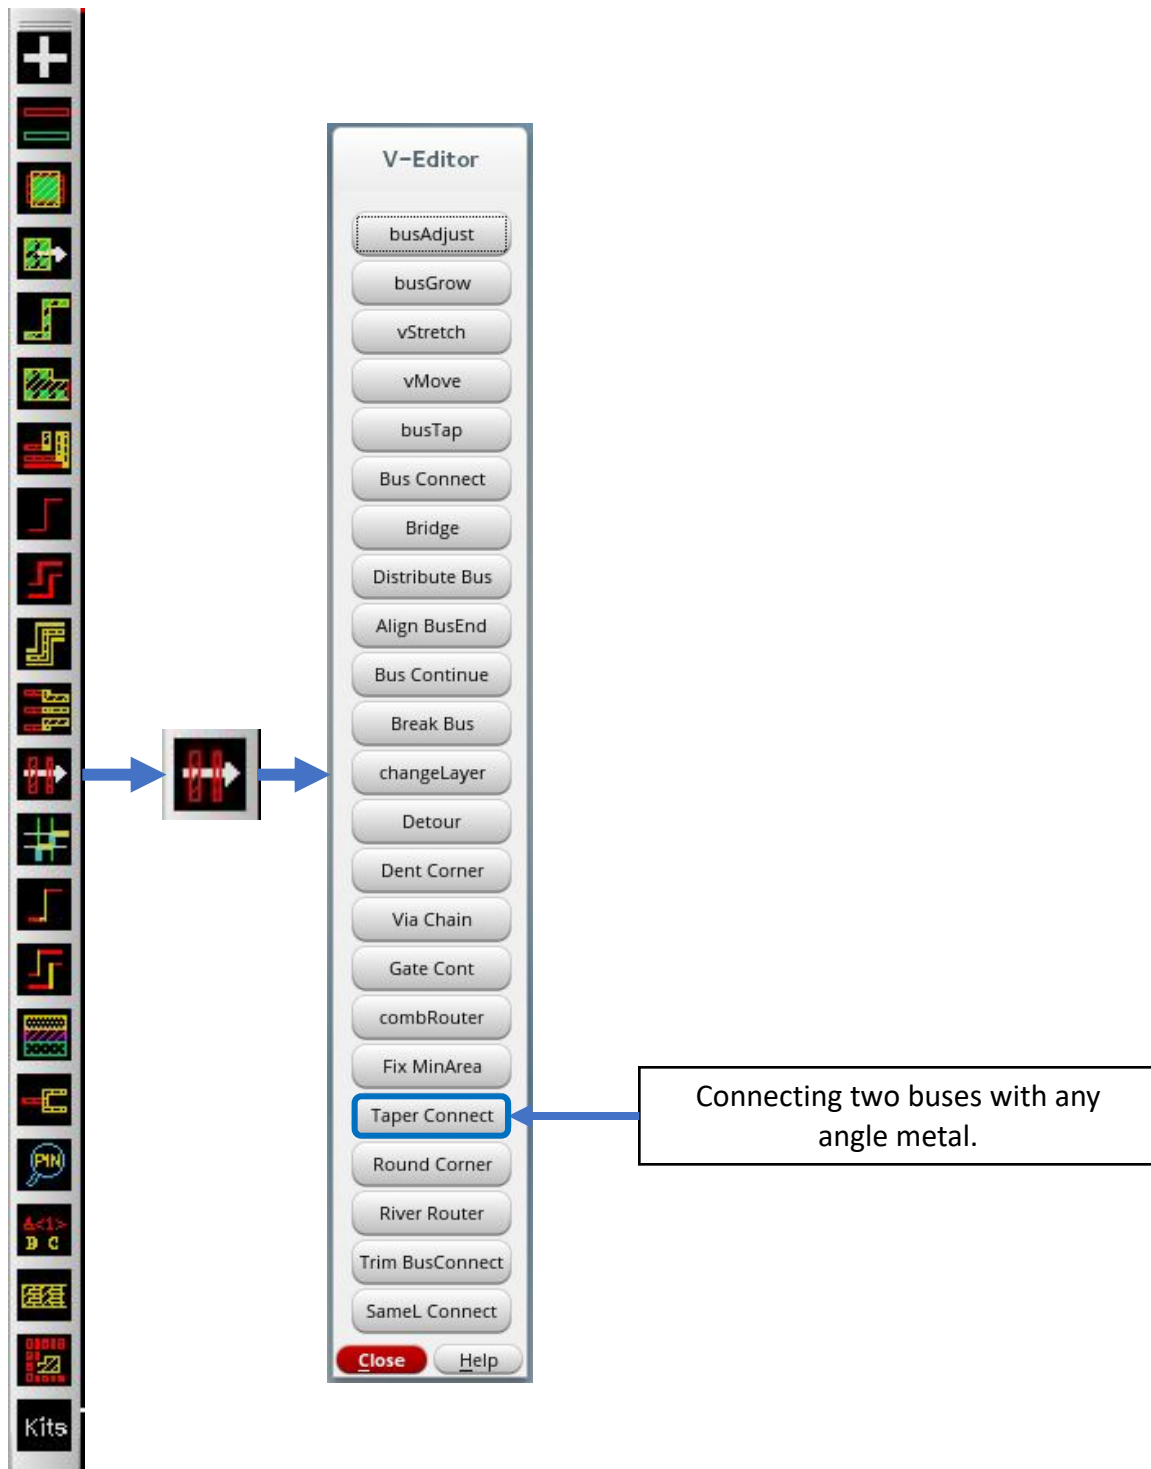 V-Editor
busAdjust
busGrow
vStretch
vMove
busTap
Bus Connect
Bridge
Distribute Bus
Align BusEnd
Bus Continue
Break Bus
changeLayer
Detour
Dent Corner
Via Chain
Gate Cont
combRouter
Fix MinArea
Taper Connect
Round Corner
River Router
Trim BusConnect
SameL Connect
Close Help
Connecting two buses with any
angle metal.
PIN
A<1>
B C
Kits